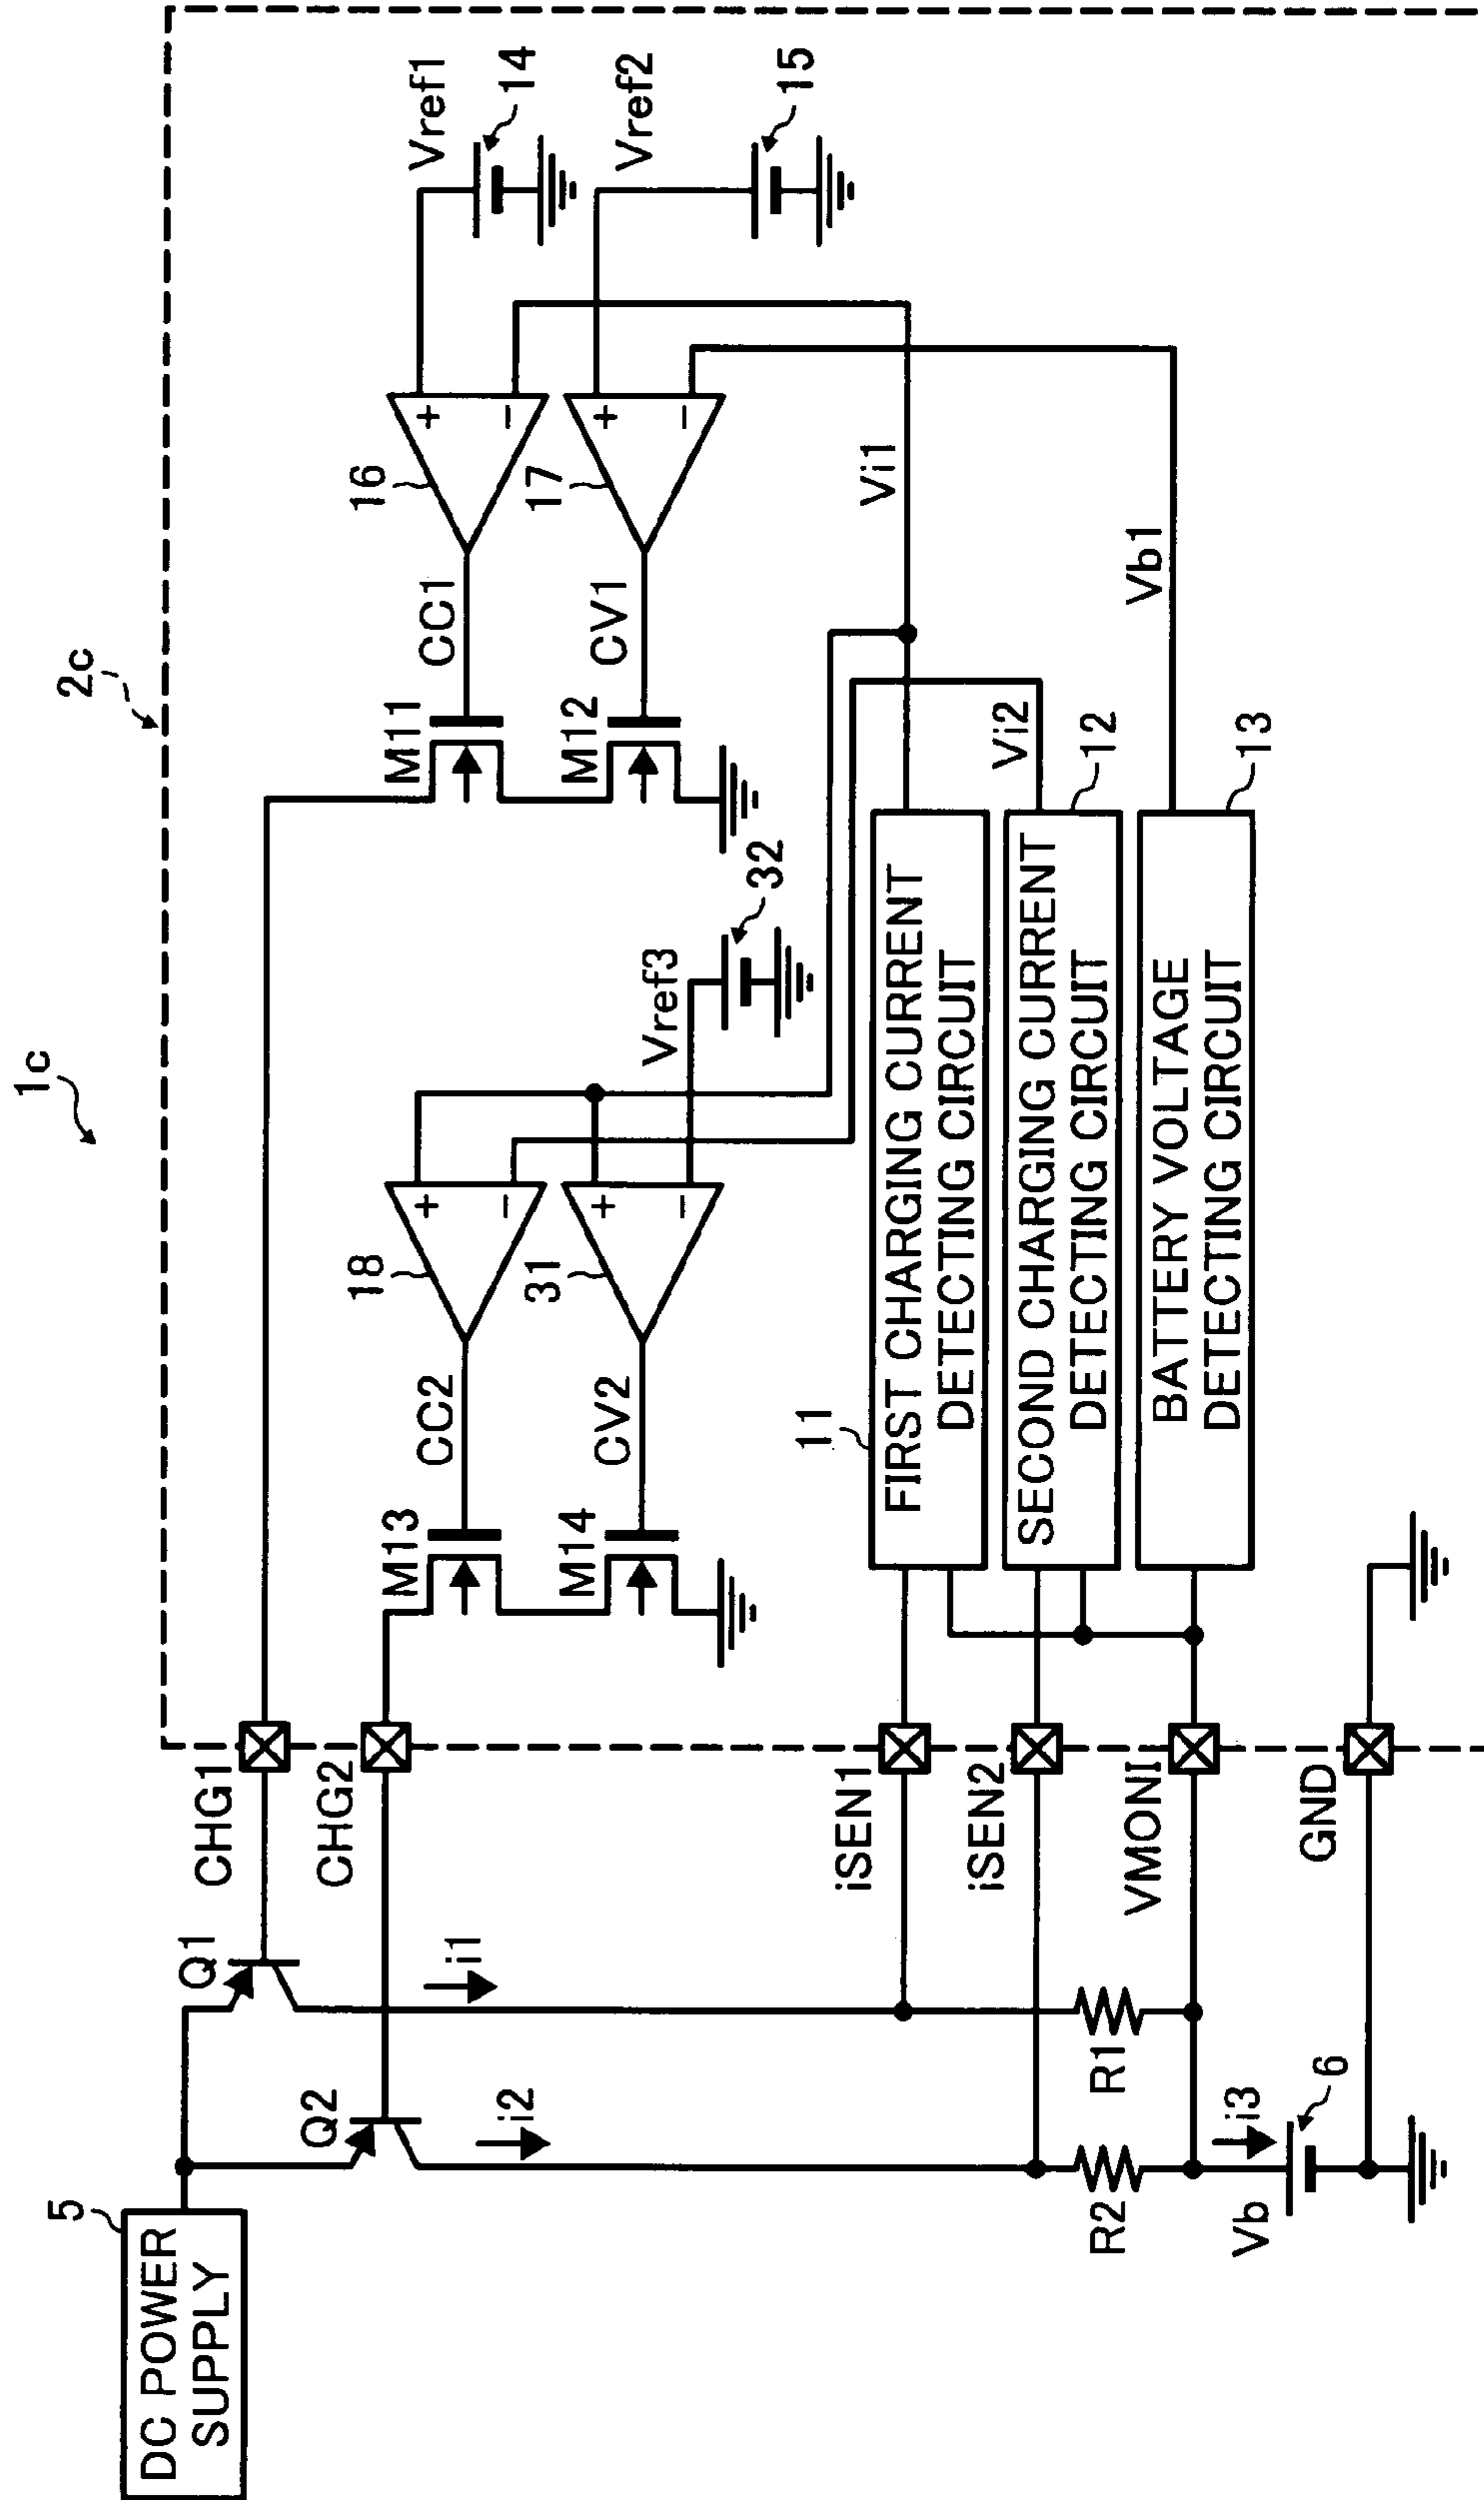 1c
2c
DC POWER
SUPPLY
5
Q1
Q2
i1
i2
CHG1
CHG2
M13
M14
CC2
CV2
18
31
+
−
+
−
Vref3
32
M11
M12
CC1
CV1
16
17
+
−
+
−
Vref1
14
Vref2
15
Vi1
Vi2
Vb1
11
FIRST CHARGING CURRENT
DETECTING CIRCUIT
12
SECOND CHARGING CURRENT
DETECTING CIRCUIT
13
BATTERY VOLTAGE
DETECTING CIRCUIT
iSEN1
iSEN2
VMONI
GND
R1
R2
i3
Vb
6